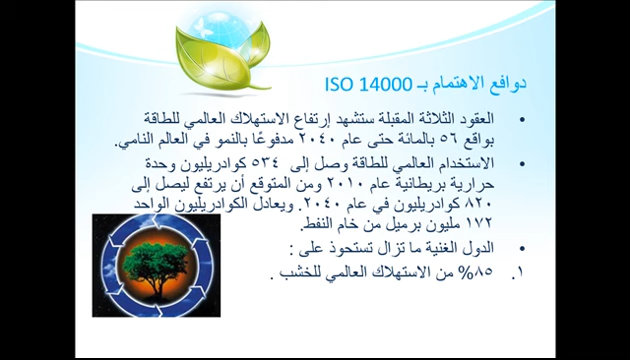 دوافع الاهتمام بـ ISO 14000
• العقود الثلاثة المقبلة ستشهد إرتفاع الاستهلاك العالمي للطاقة
بواقع ٥٦ بالمائة حتى عام ٢٠٤٠ مدفوعًا بالنمو في العالم النامي.
• الاستخدام العالمي للطاقة وصل إلى ٥٣٤ كوادريليون وحدة
حرارية بريطانية عام ٢٠١٠ ومن المتوقع أن يرتفع ليصل إلى
٨٢٠ كوادريليون في عام ٢٠٤٠. ويعادل الكوادريليون الواحد
١٧٢ مليون برميل من خام النفط.
• الدول الغنية ما تزال تستحوذ على :
١. ٨٥% من الاستهلاك العالمي للخشب .